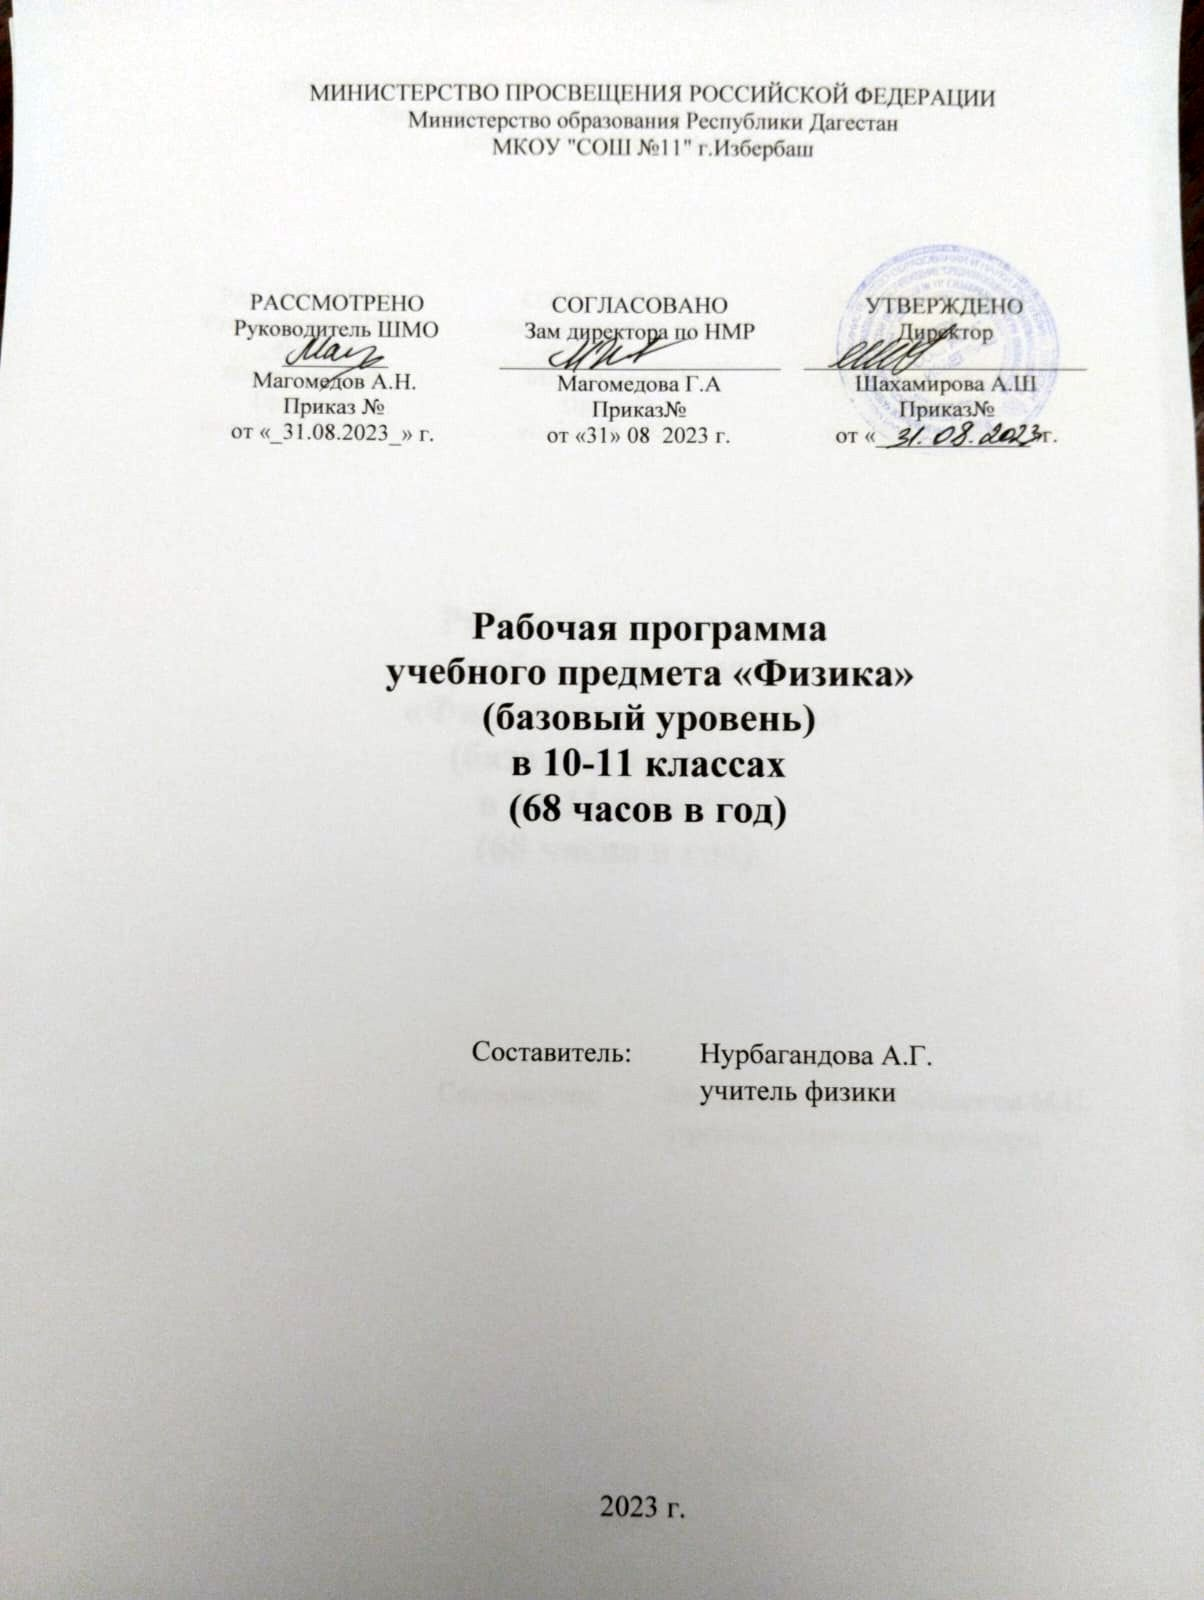 МИНИСТЕРСТВО ПРОСВЕЩЕНИЯ РОССИЙСКОЙ ФЕДЕРАЦИИ
Министерство образования Республики Дагестан
МКОУ "СОШ №11" г.Избербаш
РАССМОТРЕНО
Руководитель ШМО
Магомедов А.Н.
Приказ №
от «_31.08.2023_» г.
СОГЛАСОВАНО
Зам директора по НМР
Магомедова Г.А
Приказ№
от «31» 08 2023 г.
УТВЕРЖДЕНО
Директор
Шахамирова А.Ш
Приказ№
от «31.08.2023 г.
Рабочая программа
учебного предмета «Физика»
(базовый уровень)
в 10-11 классах
(68 часов в год)
Составитель: Нурбагандова А.Г.
учитель физики
2023 г.